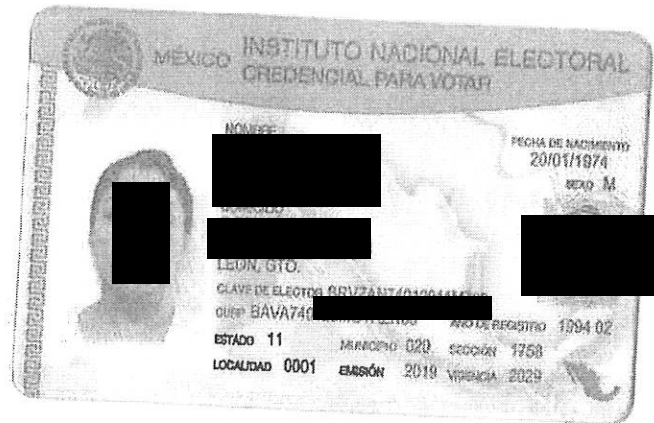 MÉXICO INSTITUTO NACIONAL ELECTORAL
CREDENCIAL PARA VOTAR
NOMBRE
FECHA DE NACIMIENTO
20/01/1974
SEXO M
DOMICILIO
LEON, GTO.
CLAVE DE ELECTOR
CURP BAVA740
AÑO DE REGISTRO 1994 02
ESTADO 11 MUNICIPIO 020 SECCIÓN 1758
LOCALIDAD 0001 EMISIÓN 2019 VIGENCIA 2029